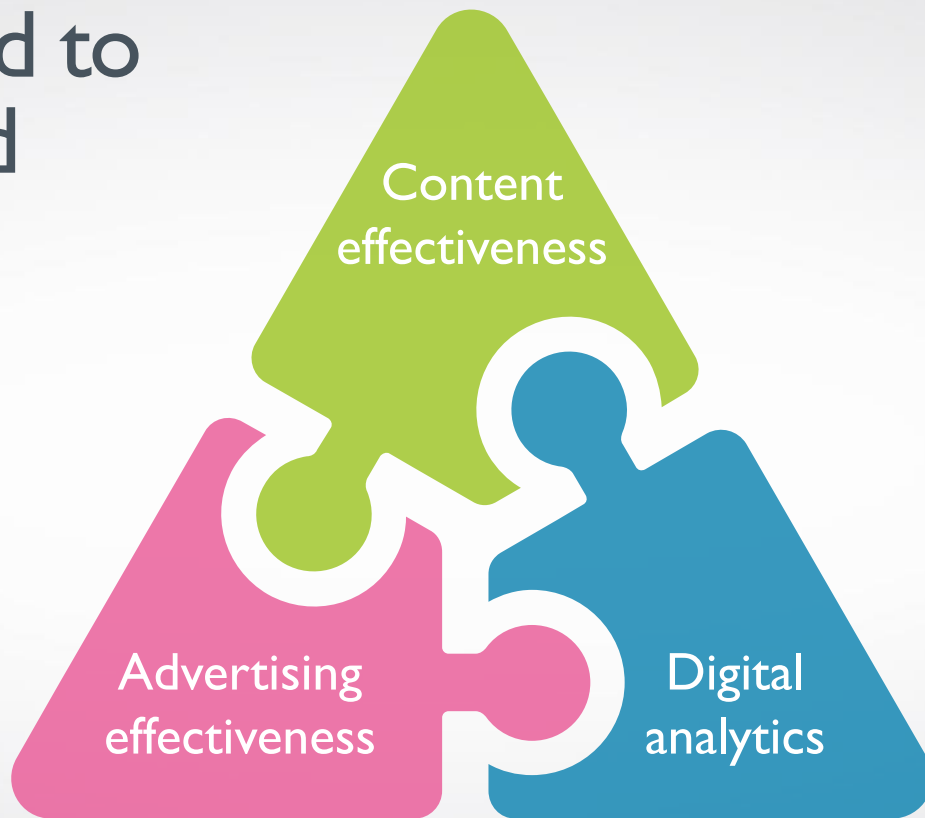 d to
d
Content
effectiveness
Advertising
effectiveness
Digital
analytics